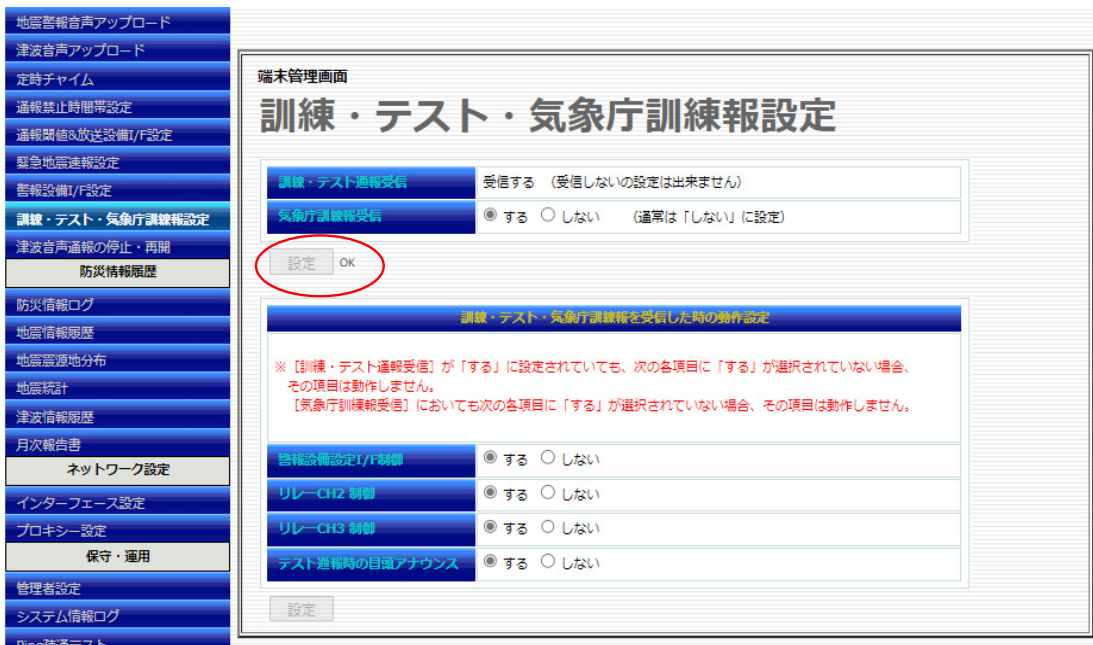 地震警報音声アップロード
津波音声アップロード
定時チャイム
通報禁止時間帯設定
通報閾値&放送設備I/F設定
緊急地震速報設定
警報設備I/F設定
訓練・テスト・気象庁訓練報設定
津波音声通報の停止・再開
防災情報履歴
防災情報ログ
地震情報履歴
地震震源地分布
地震統計
津波情報履歴
月次報告書
ネットワーク設定
インターフェース設定
プロキシー設定
保守・運用
管理者設定
システム情報ログ
Ping疎通テスト
端末管理画面
訓練・テスト・気象庁訓練報設定
訓練・テスト通報受信 受信する （受信しないの設定は出来ません）
気象庁訓練報受信 する しない （通常は「しない」に設定）
設定 OK
訓練・テスト・気象庁訓練報を受信した時の動作設定
※［訓練・テスト通報受信］が「する」に設定されていても、次の各項目に「する」が選択されていない場合、
その項目は動作しません。
［気象庁訓練報受信］においても次の各項目に「する」が選択されていない場合、その項目は動作しません。
警報設備設定I/F制御 する しない
リレーCH2 制御 する しない
リレーCH3 制御 する しない
テスト通報時の冒頭アナウンス する しない
設定